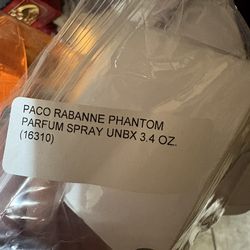 PACO RABANNE PHANTOM
PARFUM SPRAY UNBX 3.4 OZ.
(16310)